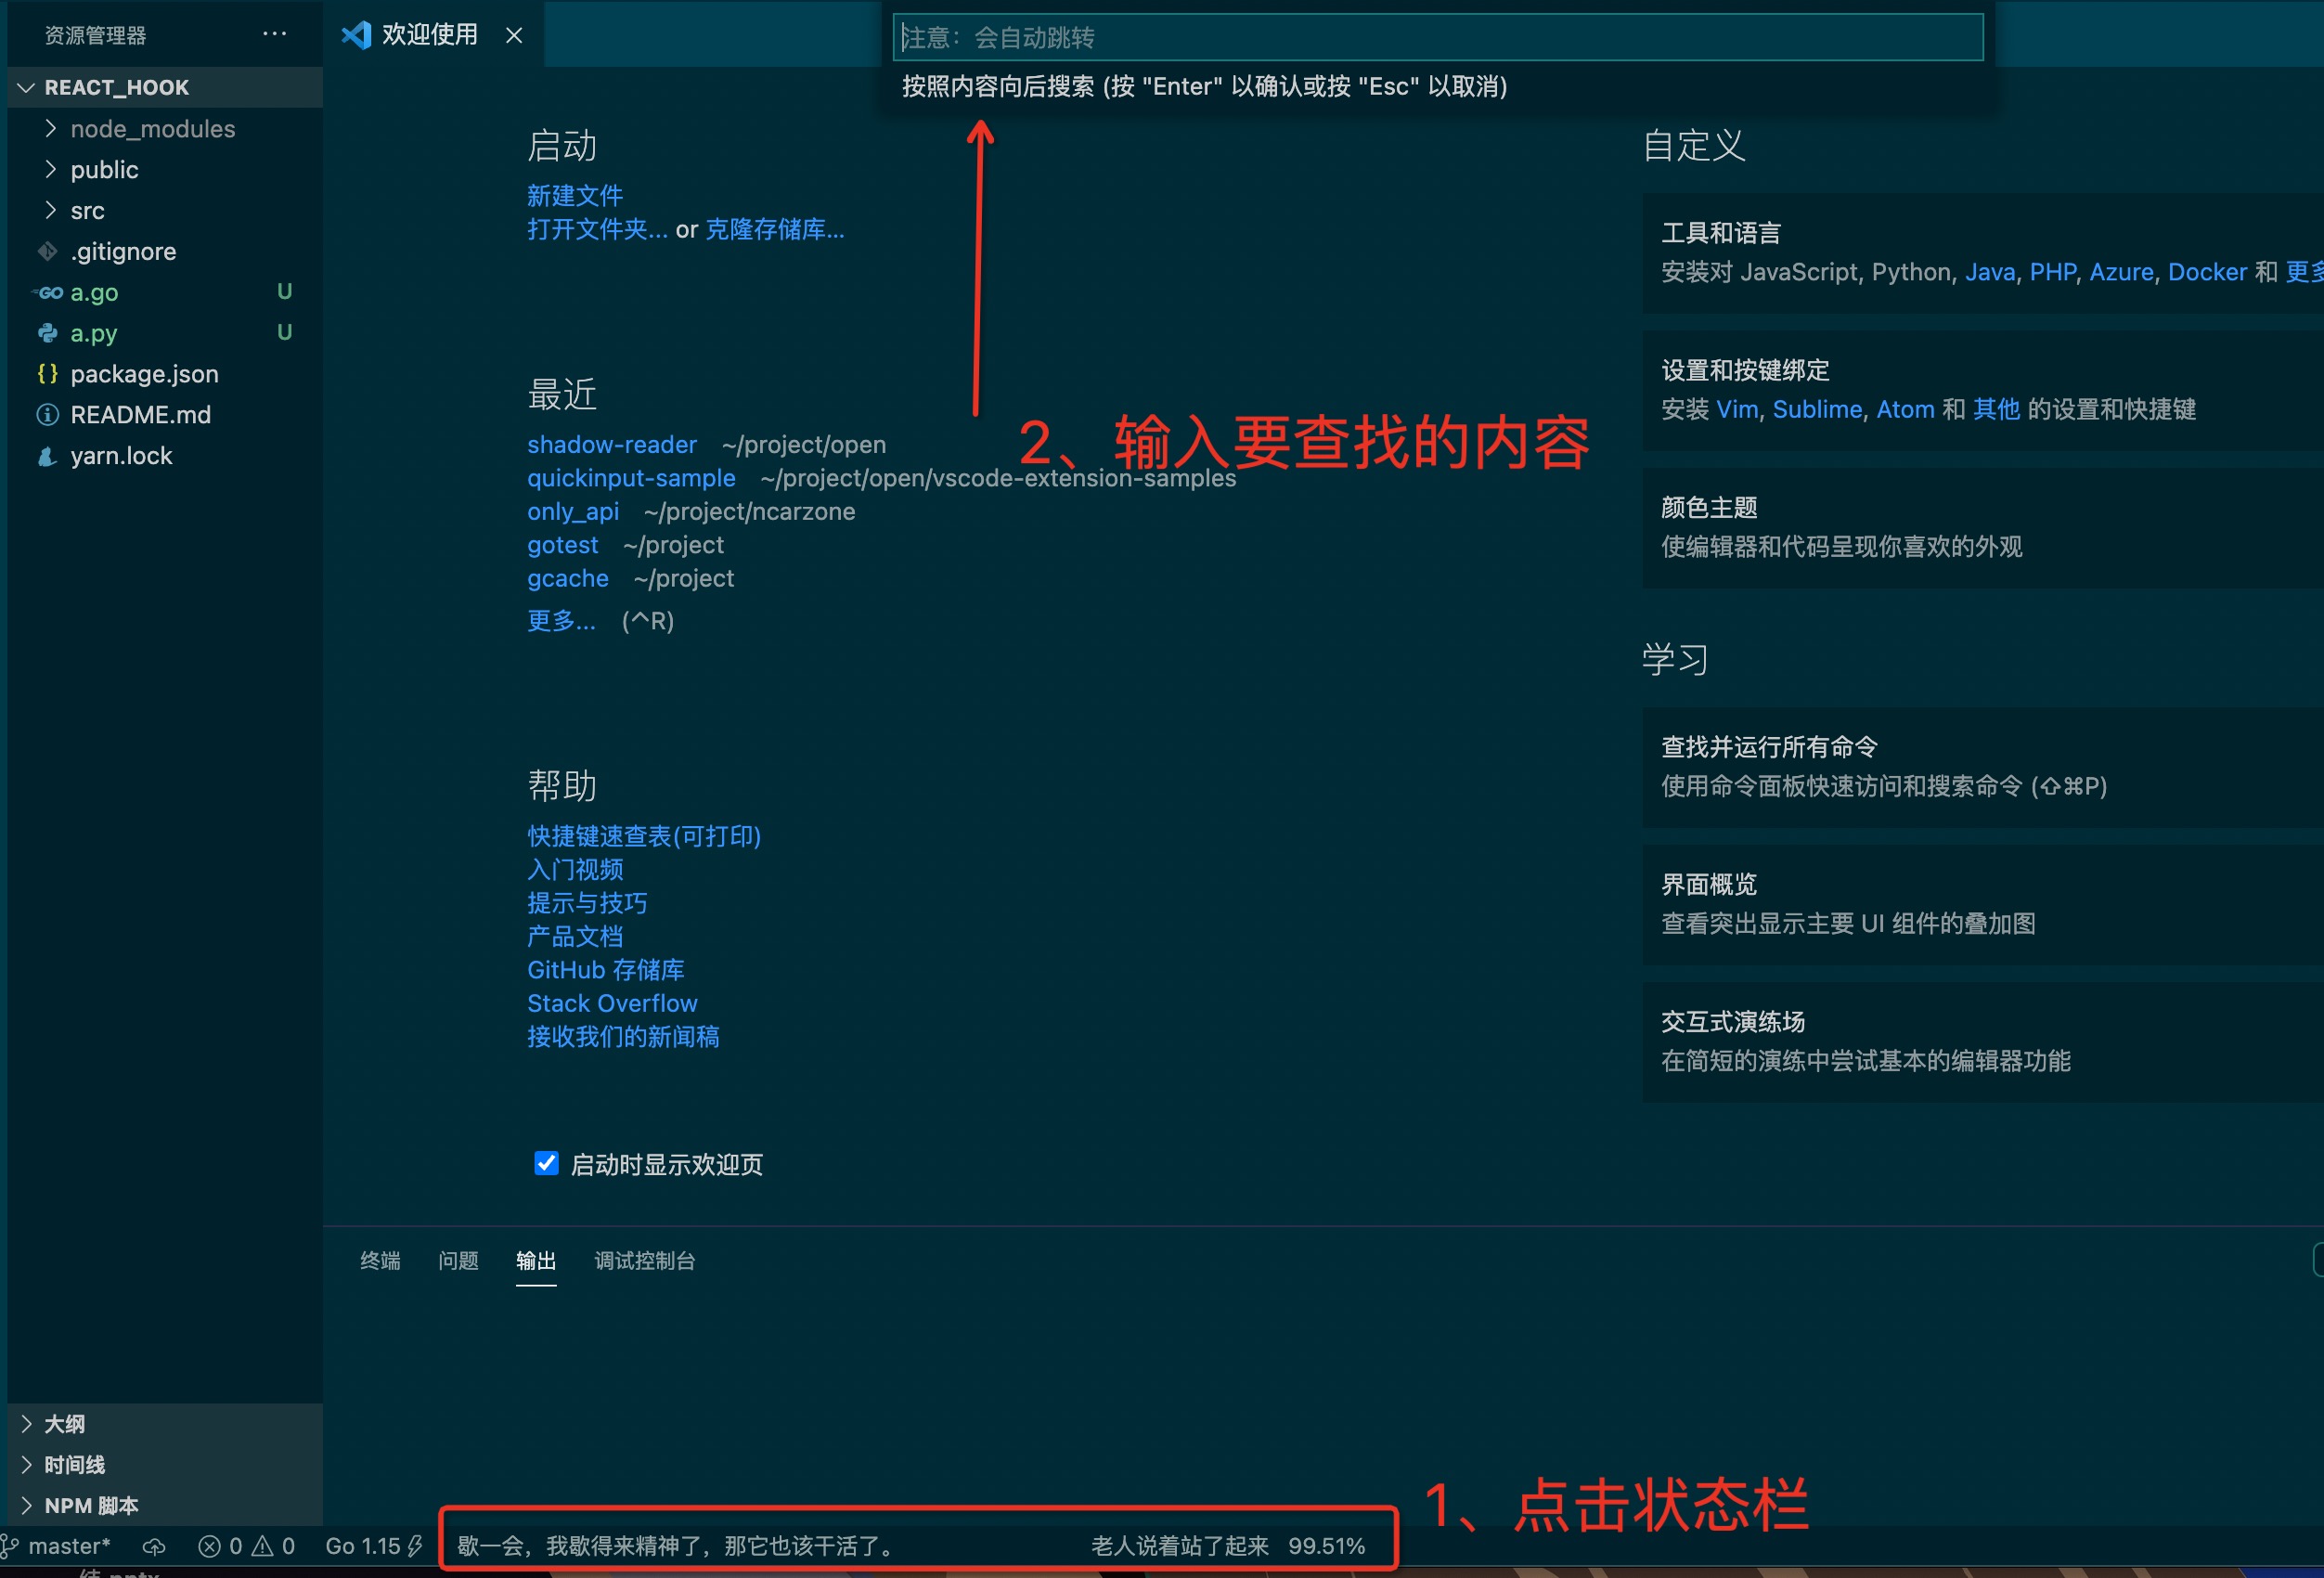 资源管理器
REACT_HOOK
node_modules
public
src
.gitignore
a.go U
a.py U
package.json
README.md
yarn.lock
大纲
时间线
NPM 脚本
欢迎使用
注意：会自动跳转
按照内容向后搜索 (按 "Enter" 以确认或按 "Esc" 以取消)
启动
新建文件
打开文件夹... or 克隆存储库...
最近
shadow-reader ~/project/open
quickinput-sample ~/project/open/vscode-extension-samples
only_api ~/project/ncarzone
gotest ~/project
gcache ~/project
更多... (^R)
2、输入要查找的内容
帮助
快捷键速查表(可打印)
入门视频
提示与技巧
产品文档
GitHub 存储库
Stack Overflow
接收我们的新闻稿
启动时显示欢迎页
自定义
工具和语言
安装对 JavaScript, Python, Java, PHP, Azure, Docker 和 更多
设置和按键绑定
安装 Vim, Sublime, Atom 和 其他 的设置和快捷键
颜色主题
使编辑器和代码呈现你喜欢的外观
学习
查找并运行所有命令
使用命令面板快速访问和搜索命令 (⇧⌘P)
界面概览
查看突出显示主要 UI 组件的叠加图
交互式演练场
在简短的演练中尝试基本的编辑器功能
终端 问题 输出 调试控制台
1、点击状态栏
master* 0 0 Go 1.15 歇一会，我歇得来精神了，那它也该干活了。 老人说着站了起来 99.51%